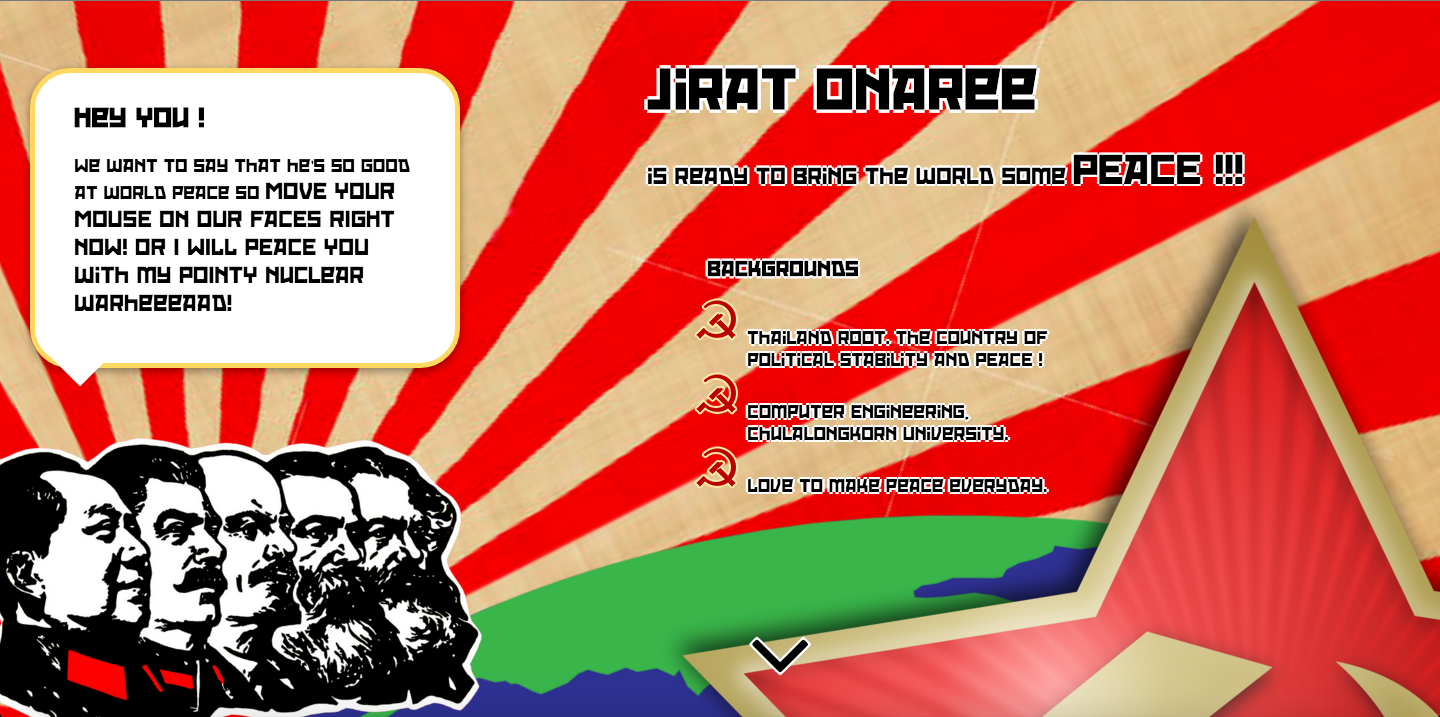 HEY YOU !
WE WANT TO SAY THAT HE'S SO GOOD
AT WORLD PEACE SO MOVE YOUR
MOUSE ON OUR FACES RIGHT
NOW! OR I WILL PEACE YOU
WITH MY POINTY NUCLEAR
WARHEEEAAD!
JIRAT ONAREE
IS READY TO BRING THE WORLD SOME PEACE !!!
BACKGROUNDS
THAILAND ROOT. THE COUNTRY OF
POLITICAL STABILITY AND PEACE !
COMPUTER ENGINEERING,
CHULALONGKORN UNIVERSITY.
LOVE TO MAKE PEACE EVERYDAY.